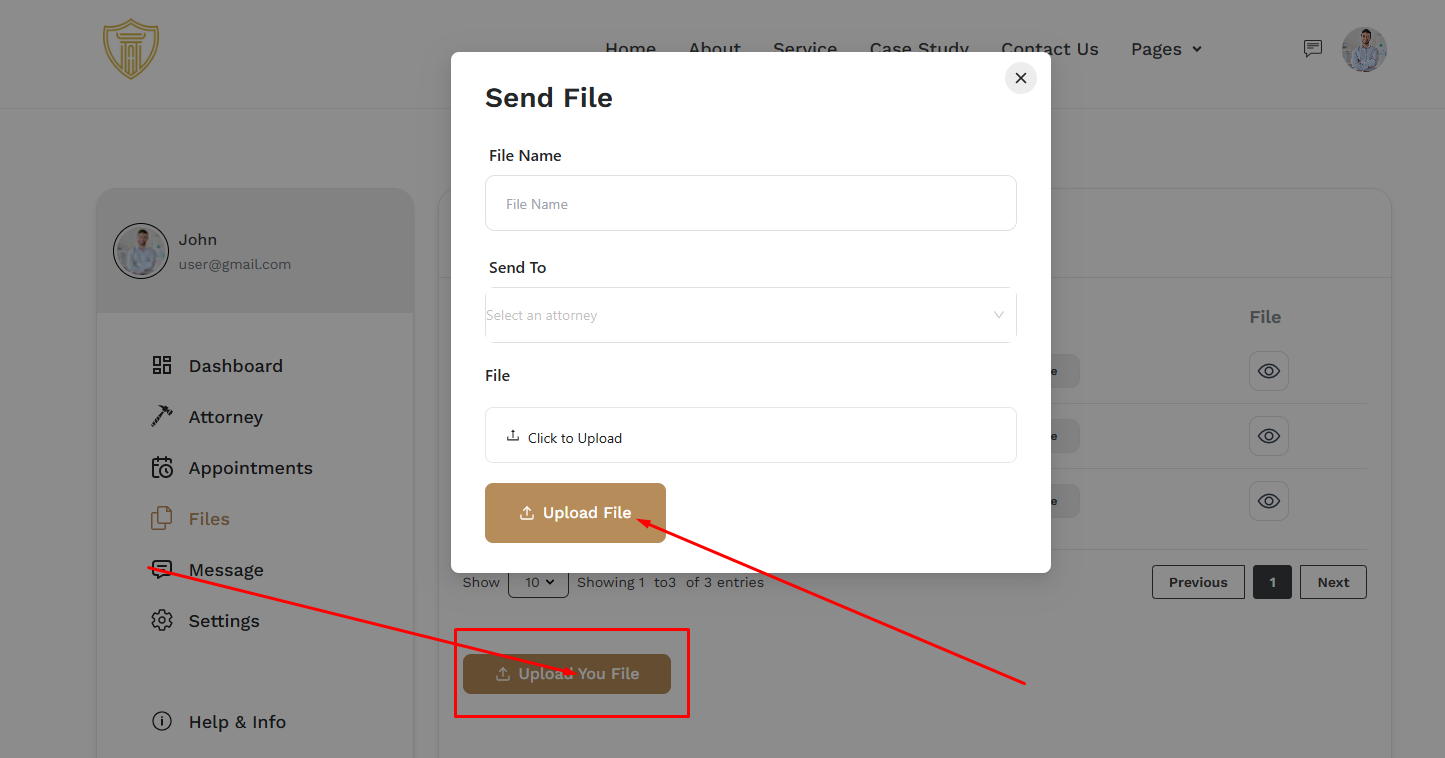 Home About Service Case Study Contact Us Pages
Send File
File Name
File Name
Send To
Select an attorney
File
Click to Upload
Upload File
John
user@gmail.com
Dashboard
Attorney
Appointments
Files
Message
Settings
Help & Info
File
e
e
e
Show 10 Showing 1 to3 of 3 entries
Previous 1 Next
Upload You File